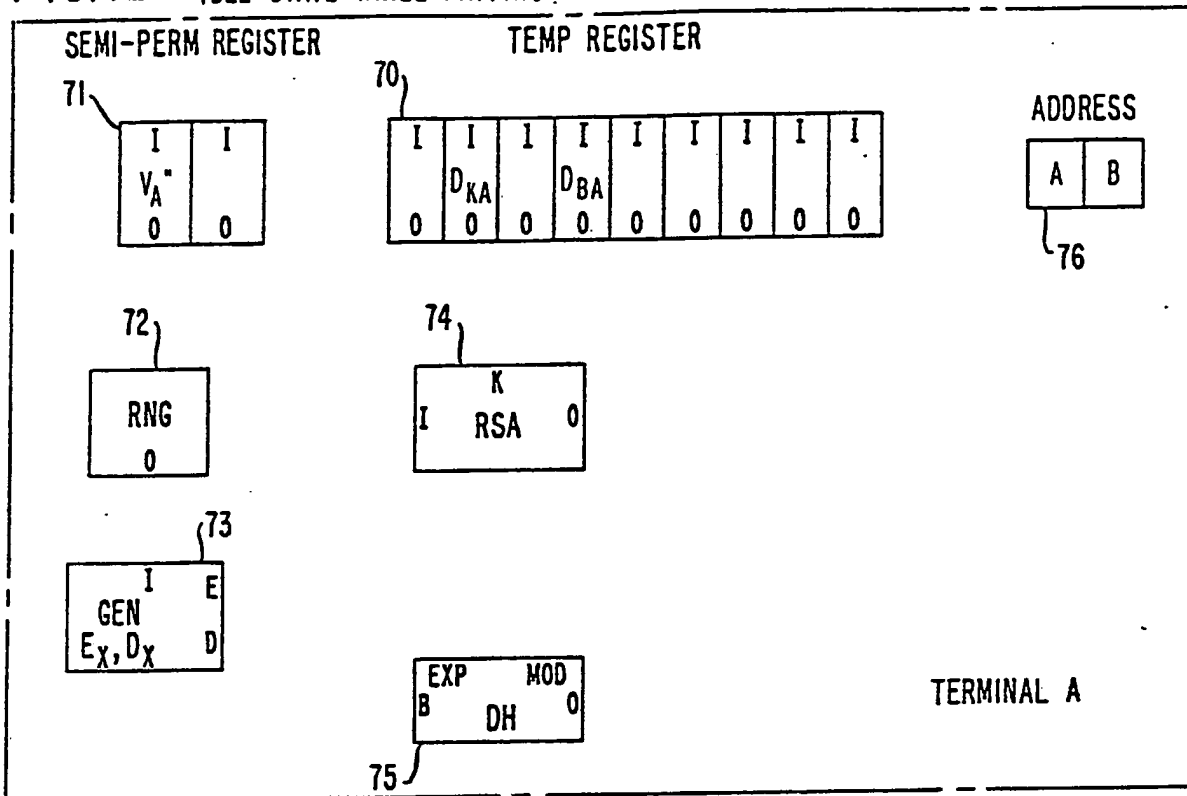 SEMI-PERM REGISTER
TEMP REGISTER
71
70
ADDRESS
I I
I I I I I I I I I
V_A"
D_KA D_BA
A B
0 0
0 0 0 0 0 0 0 0 0
76
72
74
RNG
0
K
I RSA 0
73
I E
GEN
E_X, D_X D
EXP MOD
B DH 0
75
TERMINAL A